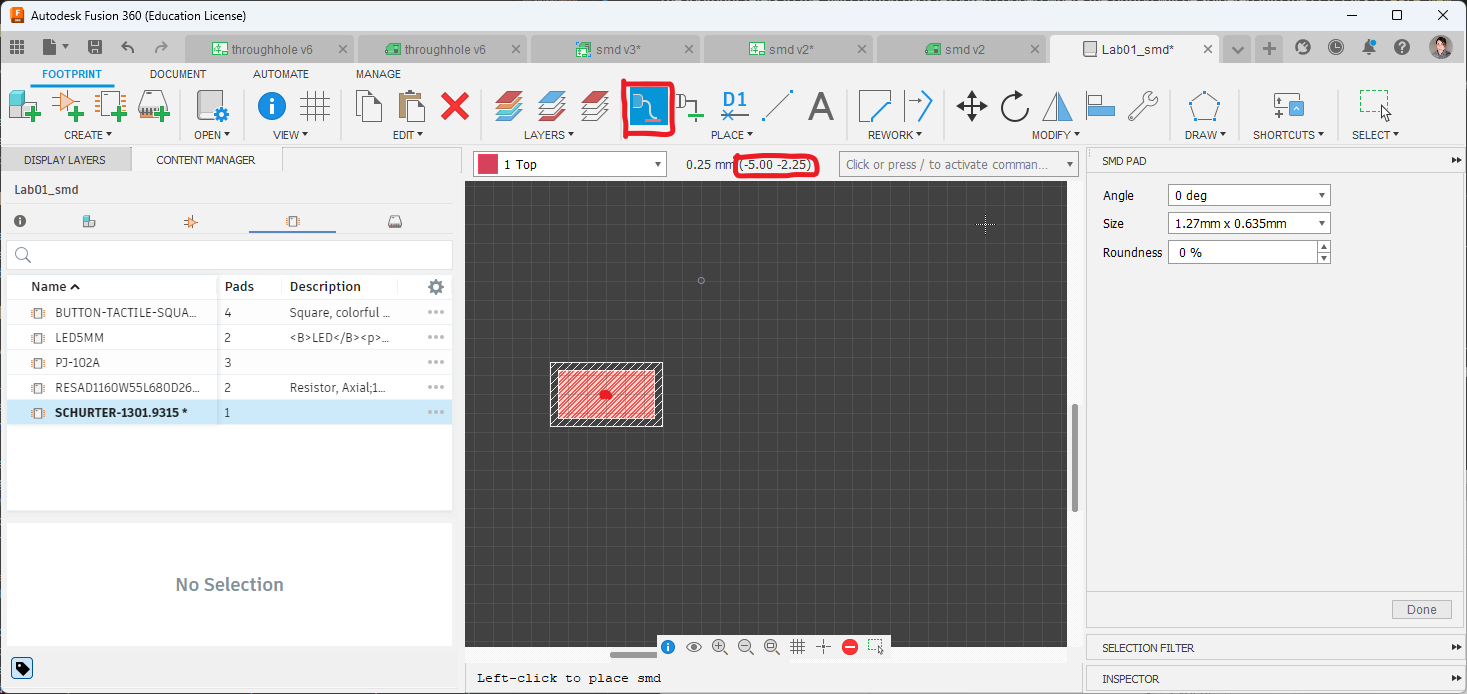 Autodesk Fusion 360 (Education License)
throughhole v6
throughhole v6
smd v3*
smd v2*
smd v2
Lab01_smd*
FOOTPRINT DOCUMENT AUTOMATE MANAGE
D1 A
CREATE OPEN VIEW EDIT LAYERS PLACE REWORK MODIFY DRAW SHORTCUTS SELECT
DISPLAY LAYERS CONTENT MANAGER
1 Top
0.25 mm (-5.00 -2.25)
Click or press / to activate comman...
SMD PAD
Lab01_smd
Angle 0 deg
Size 1.27mm x 0.635mm
Roundness 0 %
Name Pads Description
BUTTON-TACTILE-SQUA... 4 Square, colorful ...
LED5MM 2 <B>LED</B><p>...
PJ-102A 3
RESAD1160W55L680D26... 2 Resistor, Axial;1...
SCHURTER-1301.9315 * 1
No Selection
Done
SELECTION FILTER
Left-click to place smd
INSPECTOR